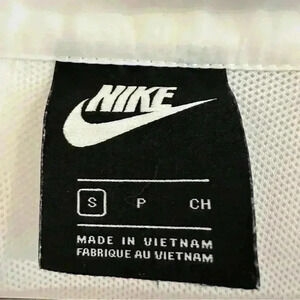 NIKE
S P CH
MADE IN VIETNAM
FABRIQUE AU VIETNAM